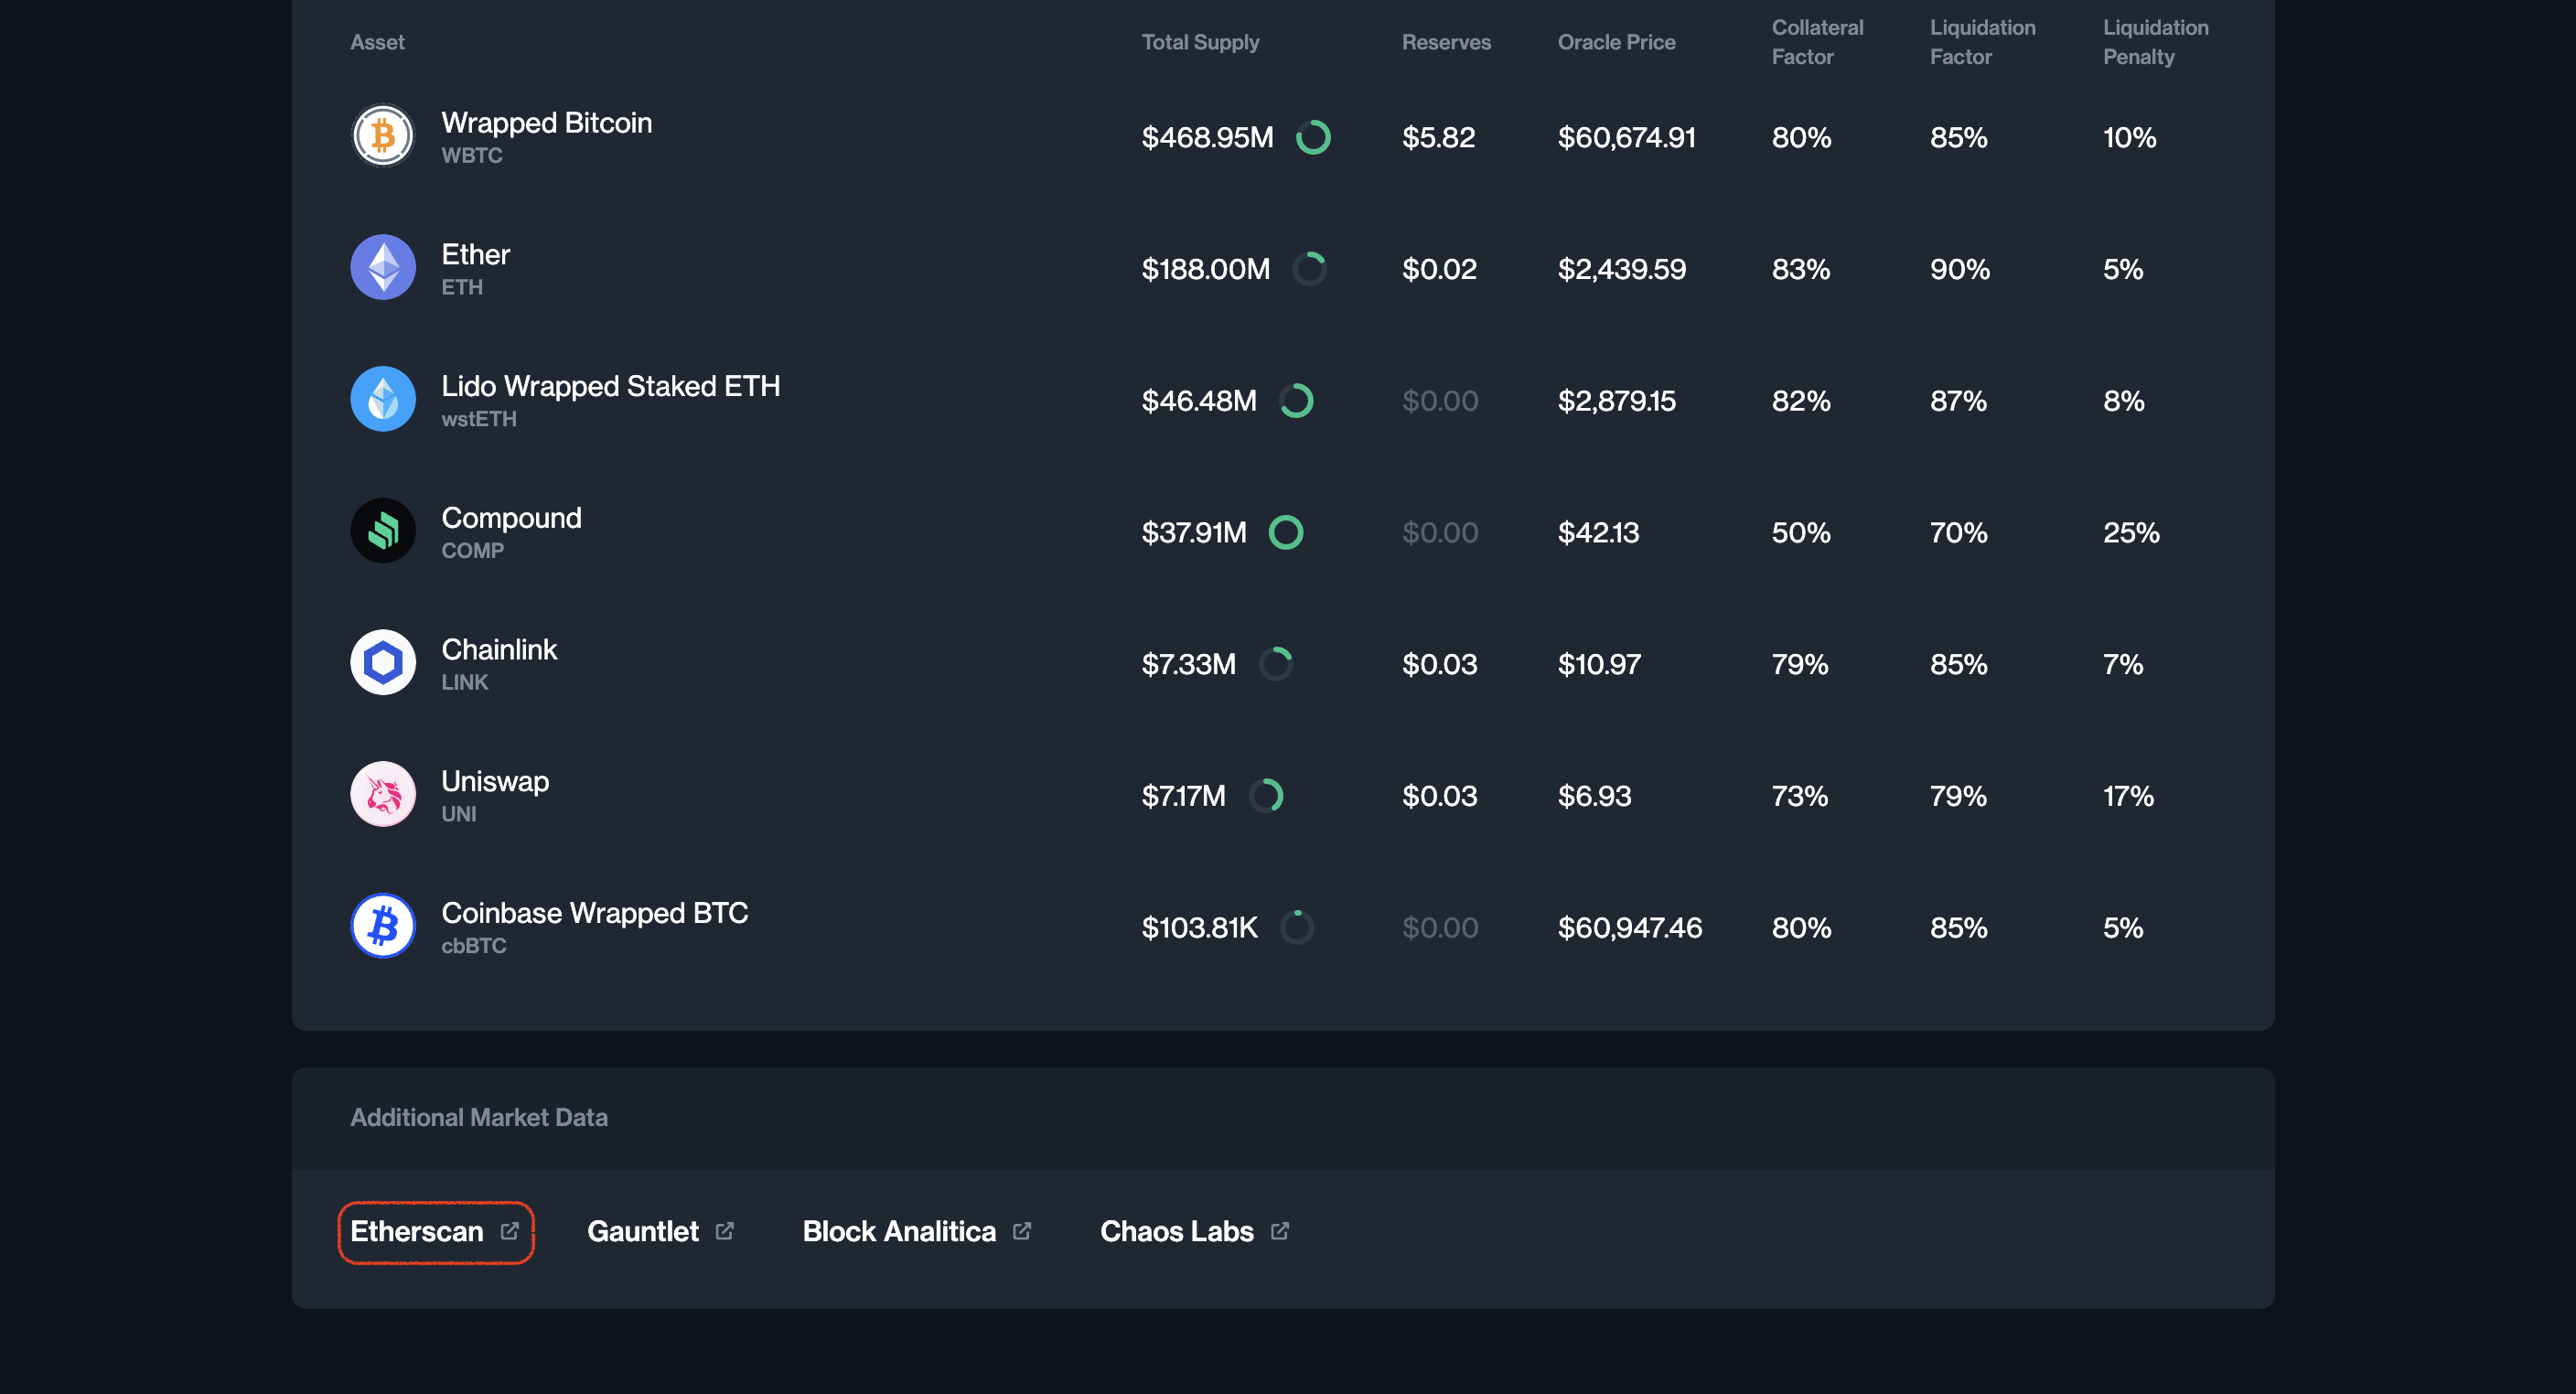 Asset Total Supply Reserves Oracle Price Collateral Factor Liquidation Factor Liquidation Penalty
Wrapped Bitcoin
WBTC
$468.95M $5.82 $60,674.91 80% 85% 10%
Ether
ETH
$188.00M $0.02 $2,439.59 83% 90% 5%
Lido Wrapped Staked ETH
wstETH
$46.48M $0.00 $2,879.15 82% 87% 8%
Compound
COMP
$37.91M $0.00 $42.13 50% 70% 25%
Chainlink
LINK
$7.33M $0.03 $10.97 79% 85% 7%
Uniswap
UNI
$7.17M $0.03 $6.93 73% 79% 17%
Coinbase Wrapped BTC
cbBTC
$103.81K $0.00 $60,947.46 80% 85% 5%
Additional Market Data
Etherscan Gauntlet Block Analitica Chaos Labs